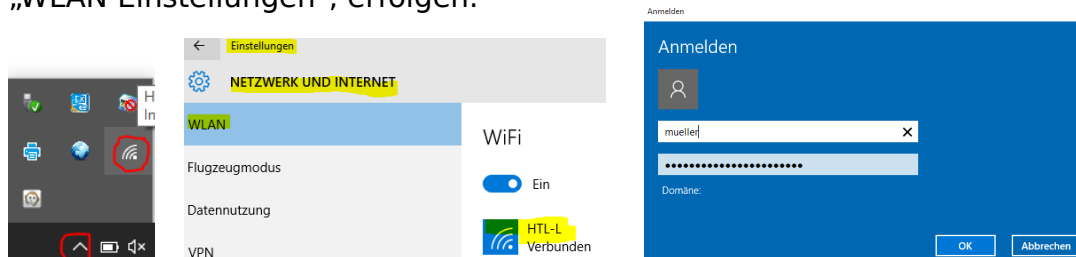 „WLAN Einstellungen“, erfolgen.
H
In
Einstellungen
NETZWERK UND INTERNET
WLAN
Flugzeugmodus
Datennutzung
VPN
WiFi
Ein
HTL-L
Verbunden
Anmelden
Anmelden
mueller
Domäne:
OK
Abbrechen